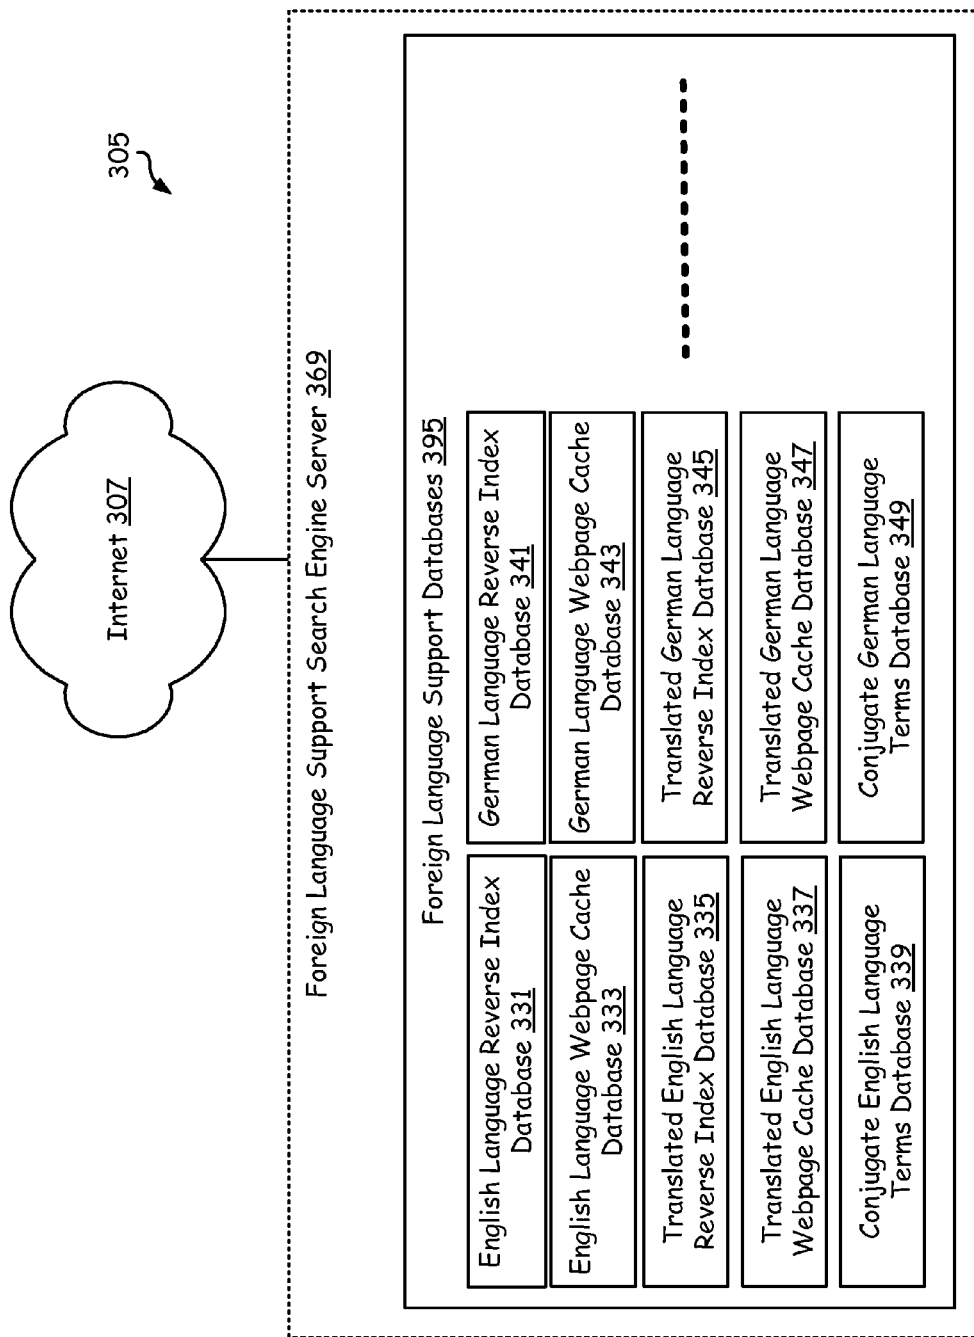 305
Internet 307
Foreign Language Support Search Engine Server 369
Foreign Language Support Databases 395
English Language Reverse Index
Database 331
German Language Reverse Index
Database 341
English Language Webpage Cache
Database 333
German Language Webpage Cache
Database 343
Translated English Language
Reverse Index Database 335
Translated German Language
Reverse Index Database 345
Translated English Language
Webpage Cache Database 337
Translated German Language
Webpage Cache Database 347
Conjugate English Language
Terms Database 339
Conjugate German Language
Terms Database 349